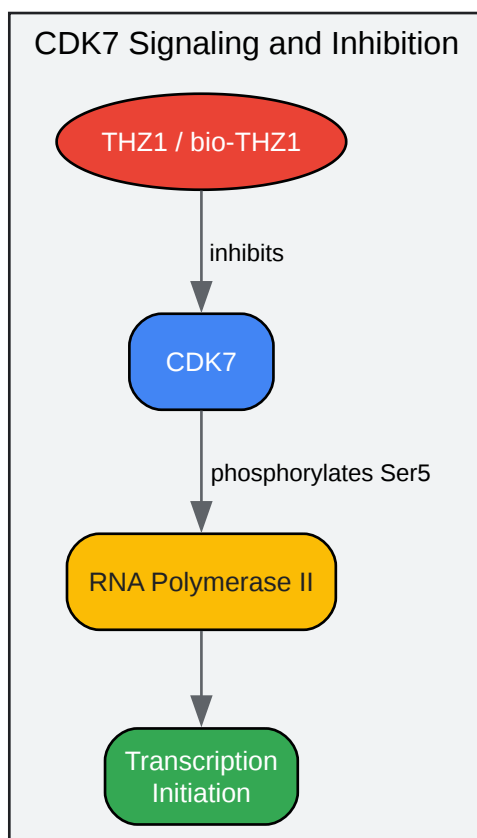 CDK7 Signaling and Inhibition
THZ1 / bio-THZ1
inhibits
CDK7
phosphorylates Ser5
RNA Polymerase II
Transcription
Initiation